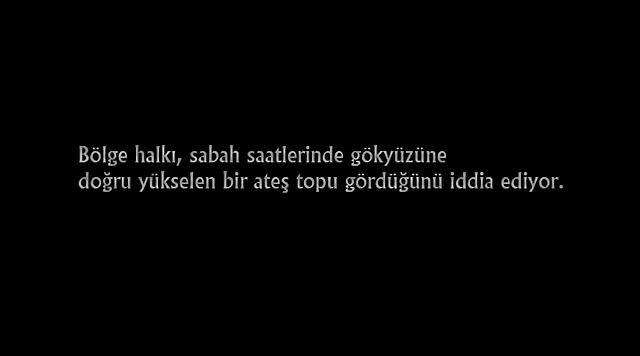 Bölge halkı, sabah saatlerinde gökyüzüne
doğru yükselen bir ateş topu gördüğünü iddia ediyor.